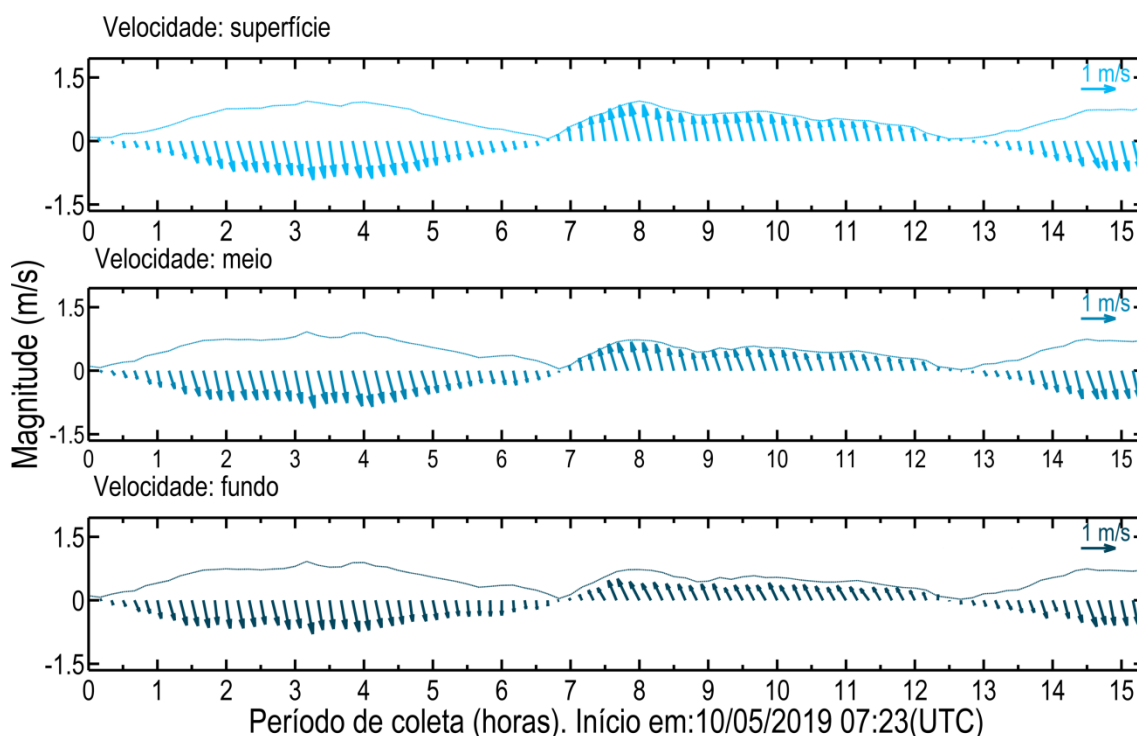 Velocidade: superfície
1 m/s
1.5
0
-1.5
0 1 2 3 4 5 6 7 8 9 10 11 12 13 14 15
Velocidade: meio
1 m/s
1.5
0
-1.5
0 1 2 3 4 5 6 7 8 9 10 11 12 13 14 15
Magnitude (m/s)
Velocidade: fundo
1 m/s
1.5
0
-1.5
0 1 2 3 4 5 6 7 8 9 10 11 12 13 14 15
Período de coleta (horas). Início em:10/05/2019 07:23(UTC)